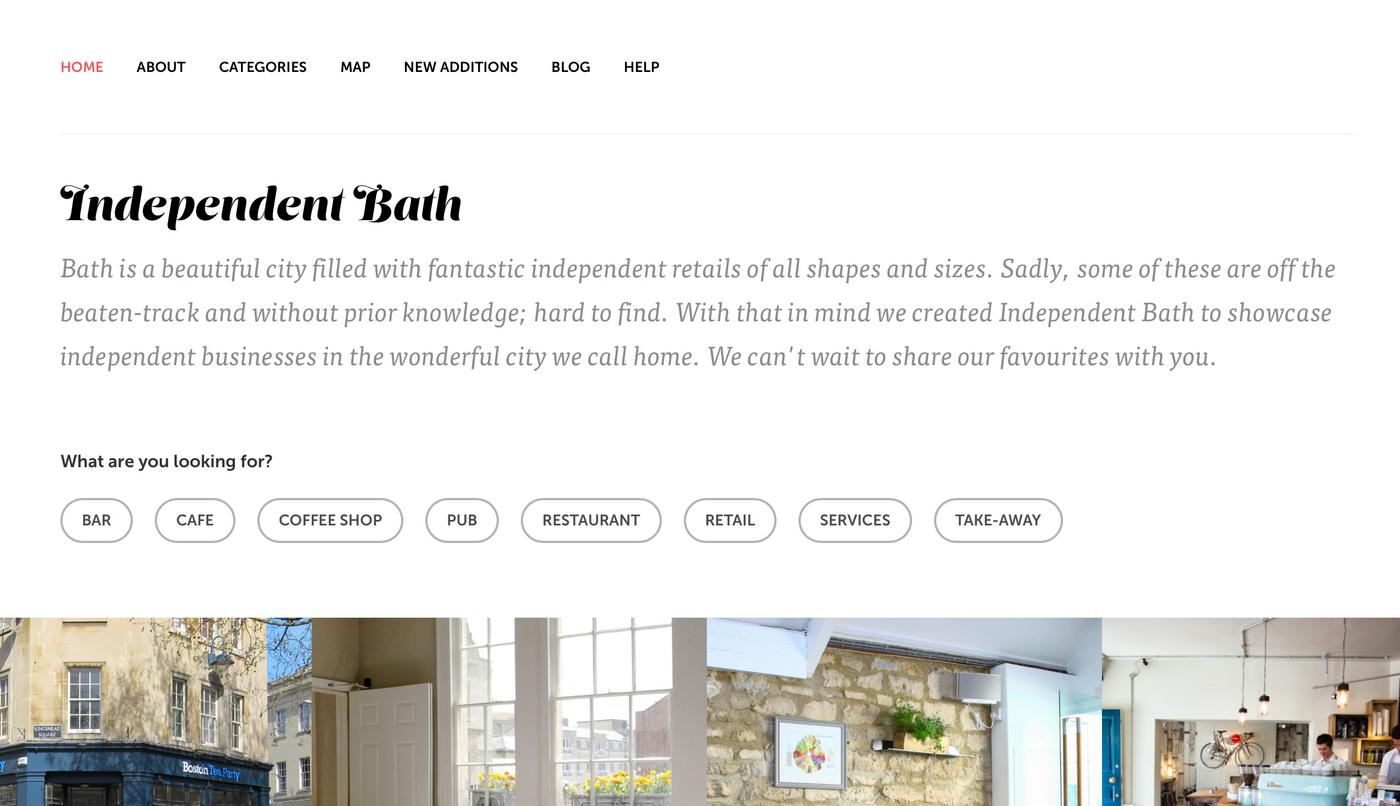 HOME ABOUT CATEGORIES MAP NEW ADDITIONS BLOG HELP
Independent Bath
Bath is a beautiful city filled with fantastic independent retails of all shapes and sizes. Sadly, some of these are off the
beaten-track and without prior knowledge; hard to find. With that in mind we created Independent Bath to showcase
independent businesses in the wonderful city we call home. We can't wait to share our favourites with you.
What are you looking for?
BAR CAFE COFFEE SHOP PUB RESTAURANT RETAIL SERVICES TAKE-AWAY
KINGSMEAD
SQUARE
Boston Tea Party